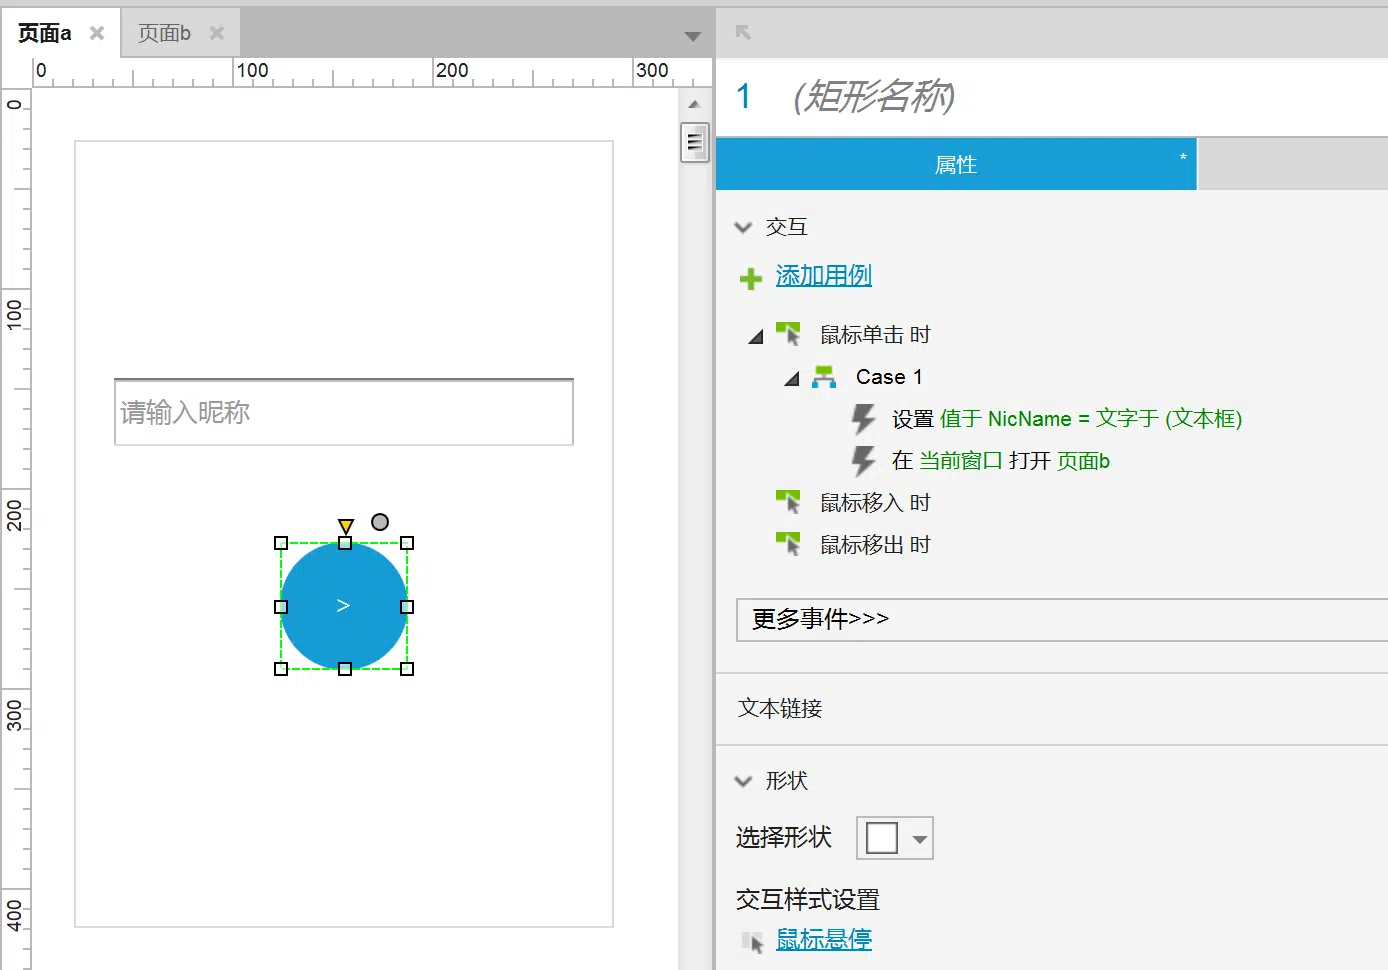 页面a
页面b
0 100 200 300
0
100
200
300
400
请输入昵称
>
1 (矩形名称)
属性 *
交互
添加用例
鼠标单击 时
Case 1
设置 值于 NicName = 文字于 (文本框)
在 当前窗口 打开 页面b
鼠标移入 时
鼠标移出 时
更多事件>>>
文本链接
形状
选择形状
交互样式设置
鼠标悬停